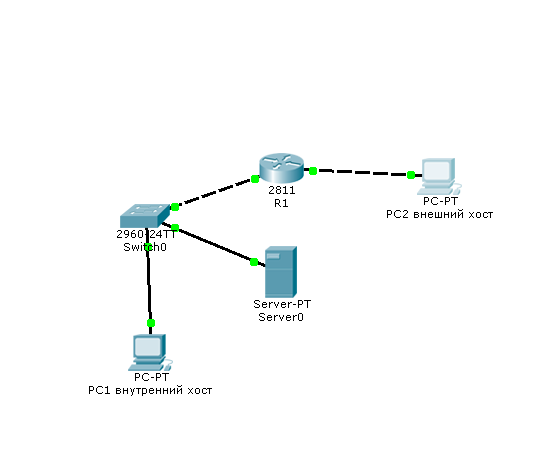 2811
R1
PC-PT
PC2 внешний хост
2960-24TT
Switch0
Server-PT
Server0
PC-PT
PC1 внутренний хост